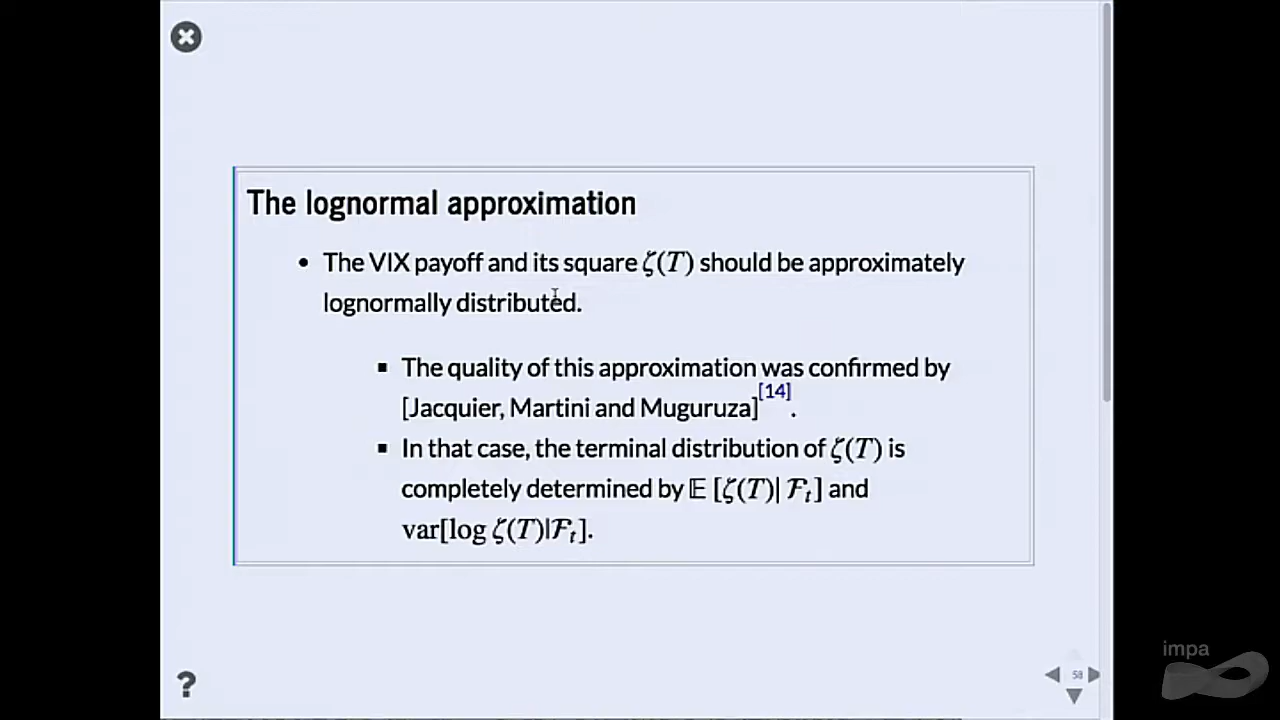 The lognormal approximation
• The VIX payoff and its square ζ(T) should be approximately
lognormally distributed.
▪ The quality of this approximation was confirmed by
[Jacquier, Martini and Muguruza][14].
▪ In that case, the terminal distribution of ζ(T) is
completely determined by 𝔼 [ζ(T)| ℱt] and
var[log ζ(T)|ℱt].
impa
?
58